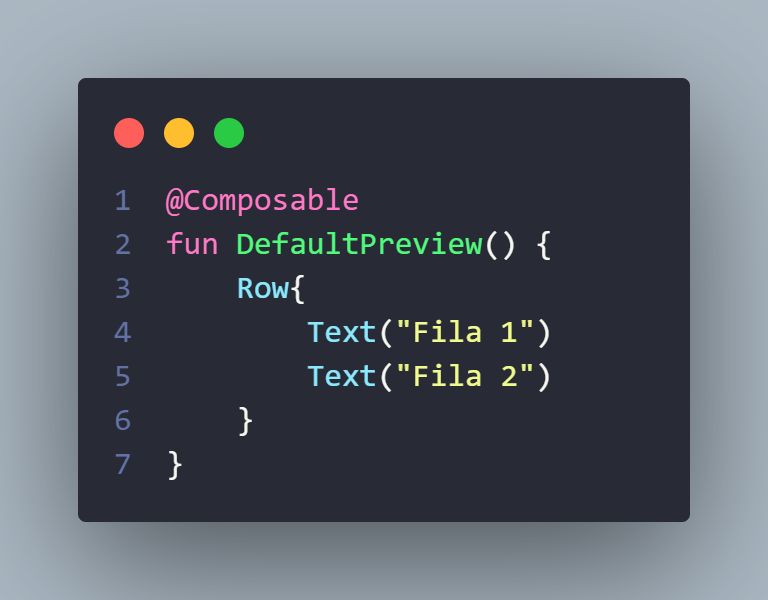 1 @Composable
2 fun DefaultPreview() {
3     Row{
4         Text("Fila 1")
5         Text("Fila 2")
6     }
7 }